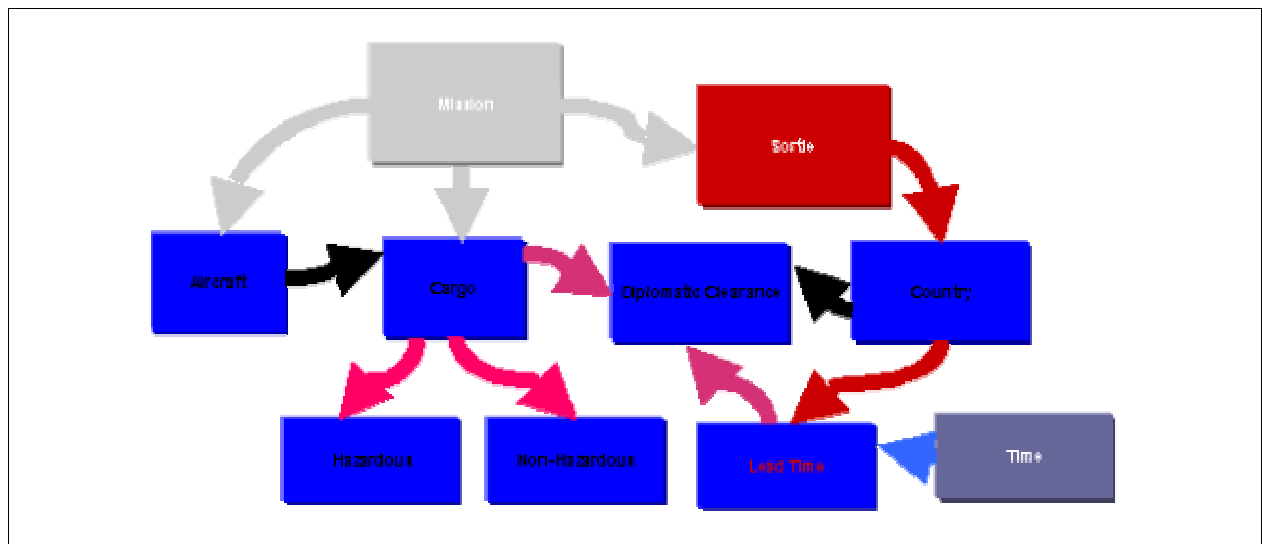 Mission
Sortie
Aircraft
Cargo
Diplomatic Clearance
Country
Hazardous
Non-Hazardous
Lead Time
Time